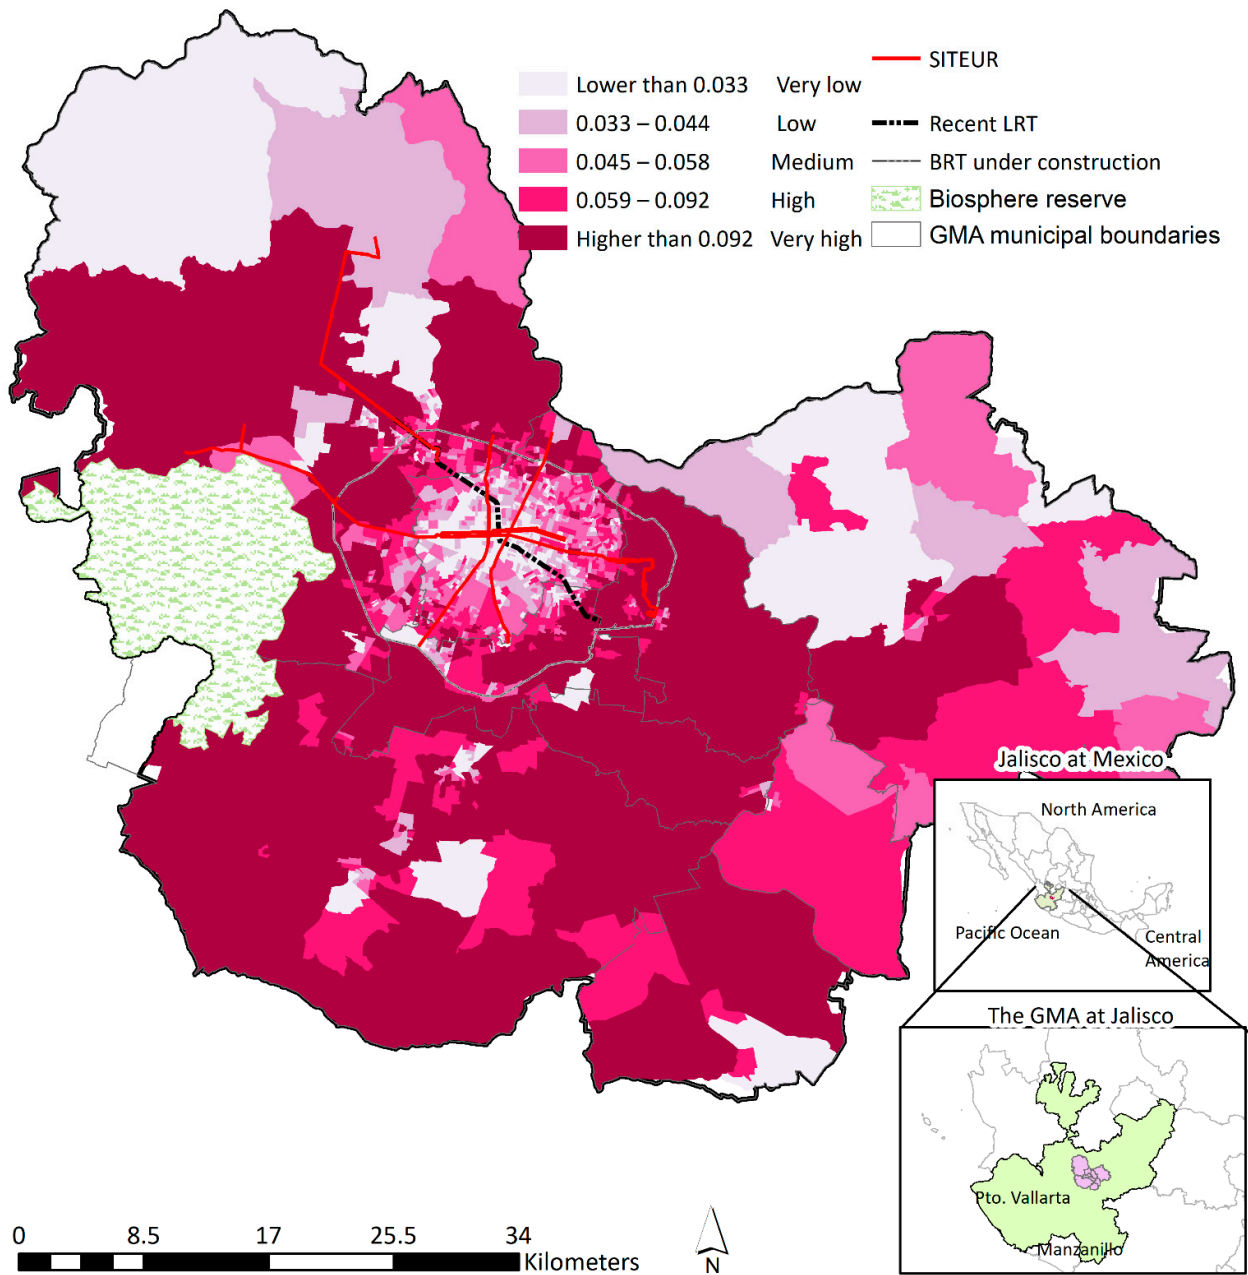 Lower than 0.033 Very low
0.033 – 0.044 Low
0.045 – 0.058 Medium
0.059 – 0.092 High
Higher than 0.092 Very high
SITEUR
Recent LRT
BRT under construction
Biosphere reserve
GMA municipal boundaries
Jalisco at Mexico
North America
Pacific Ocean
Central
America
The GMA at Jalisco
Pto. Vallarta
Manzanillo
0 8.5 17 25.5 34
Kilometers
N